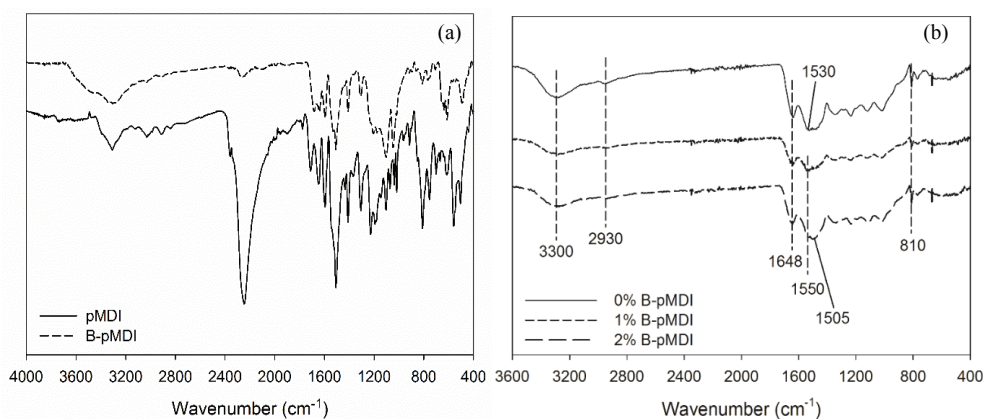 (a)
pMDI
B-pMDI
4000 3600 3200 2800 2400 2000 1600 1200 800 400
Wavenumber (cm⁻¹)
(b)
1530
3300
2930
1648
810
1550
1505
0% B-pMDI
1% B-pMDI
2% B-pMDI
3600 3200 2800 2400 2000 1600 1200 800 400
Wavenumber (cm⁻¹)